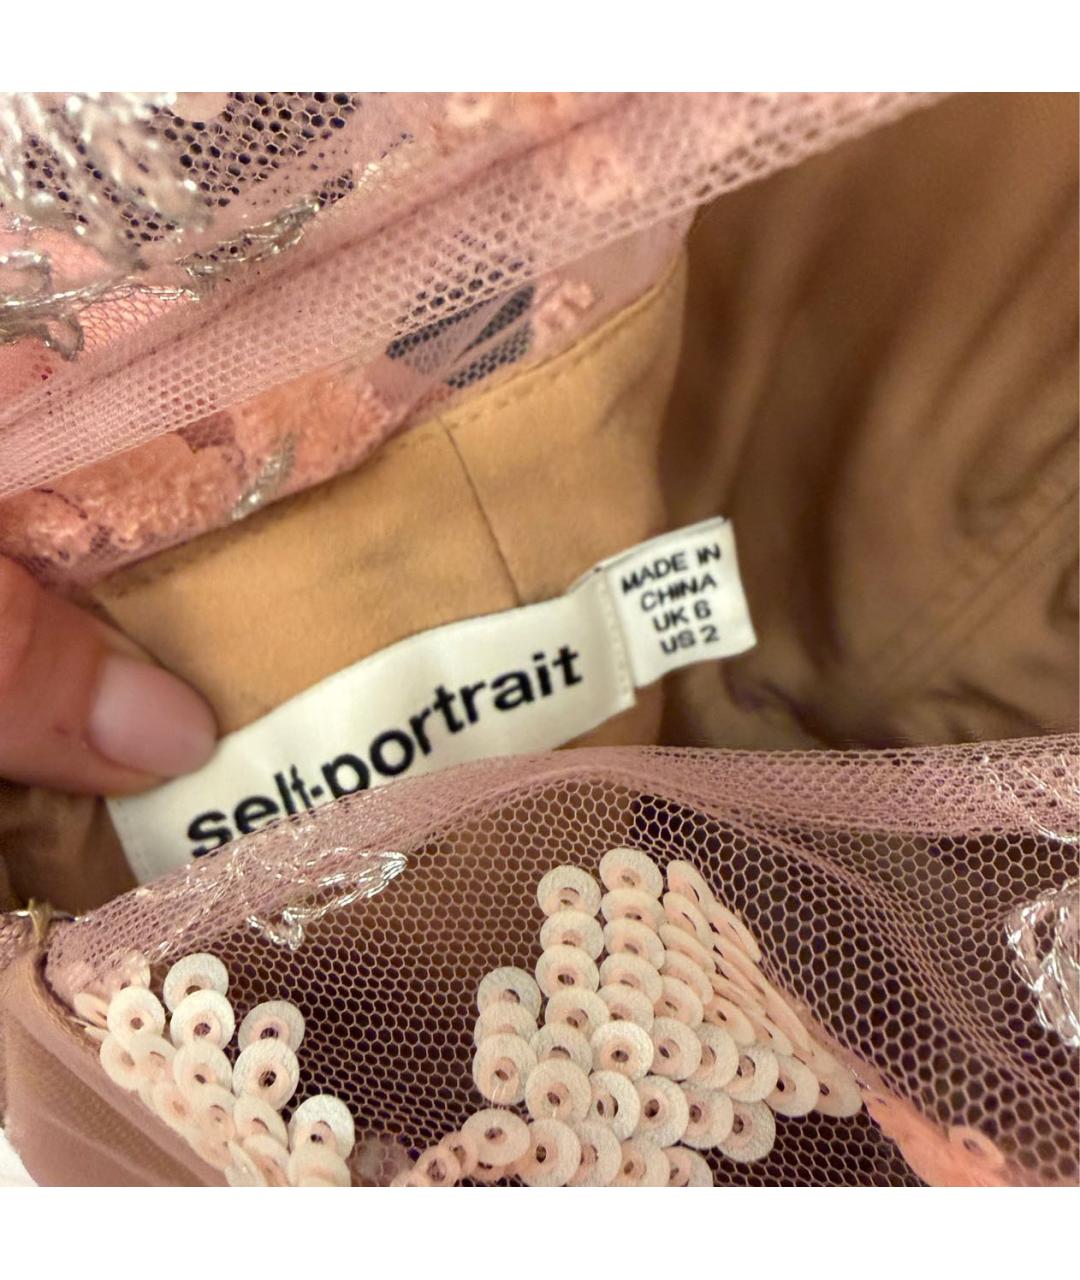 self-portrait
MADE IN
CHINA
UK 6
US 2